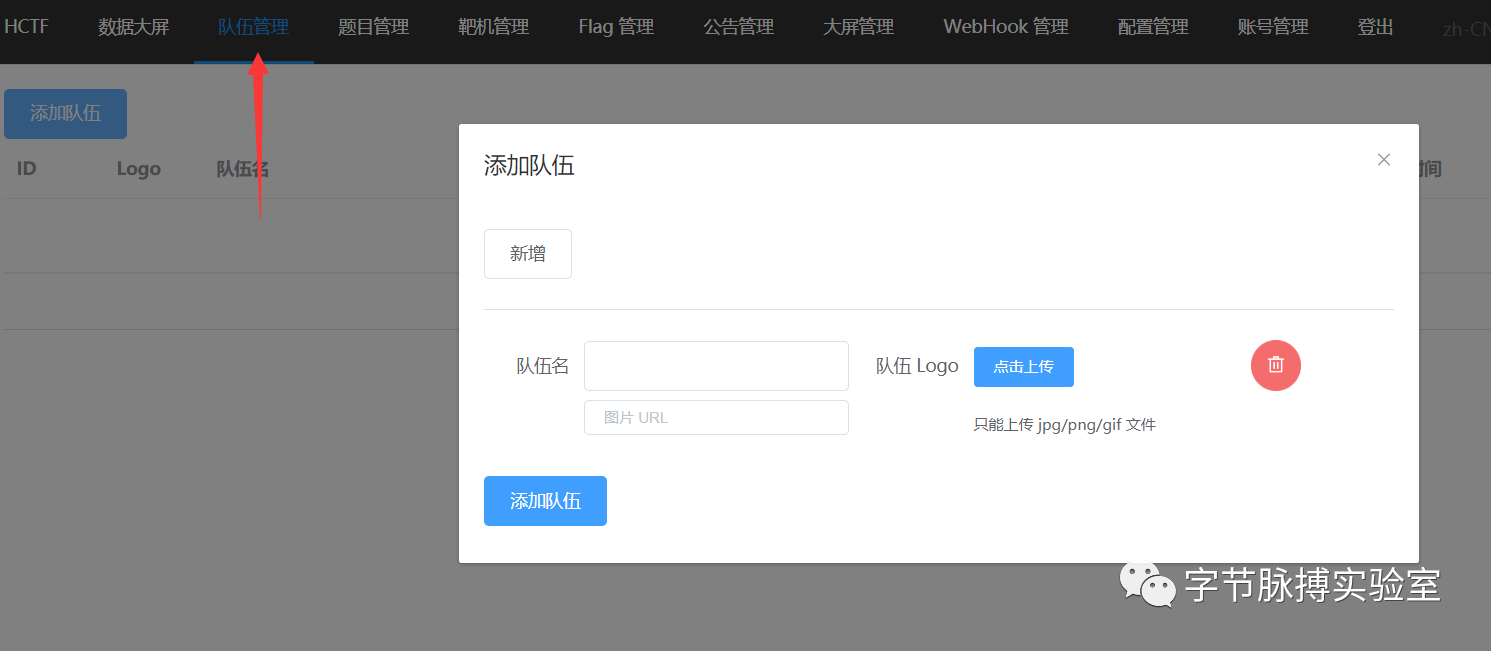 HCTF 数据大屏 队伍管理 题目管理 靶机管理 Flag 管理 公告管理 大屏管理 WebHook 管理 配置管理 账号管理 登出 zh-CN
添加队伍
ID Logo 队伍名 时间
添加队伍
新增
队伍名 队伍 Logo 点击上传
图片 URL 只能上传 jpg/png/gif 文件
添加队伍
字节脉搏实验室